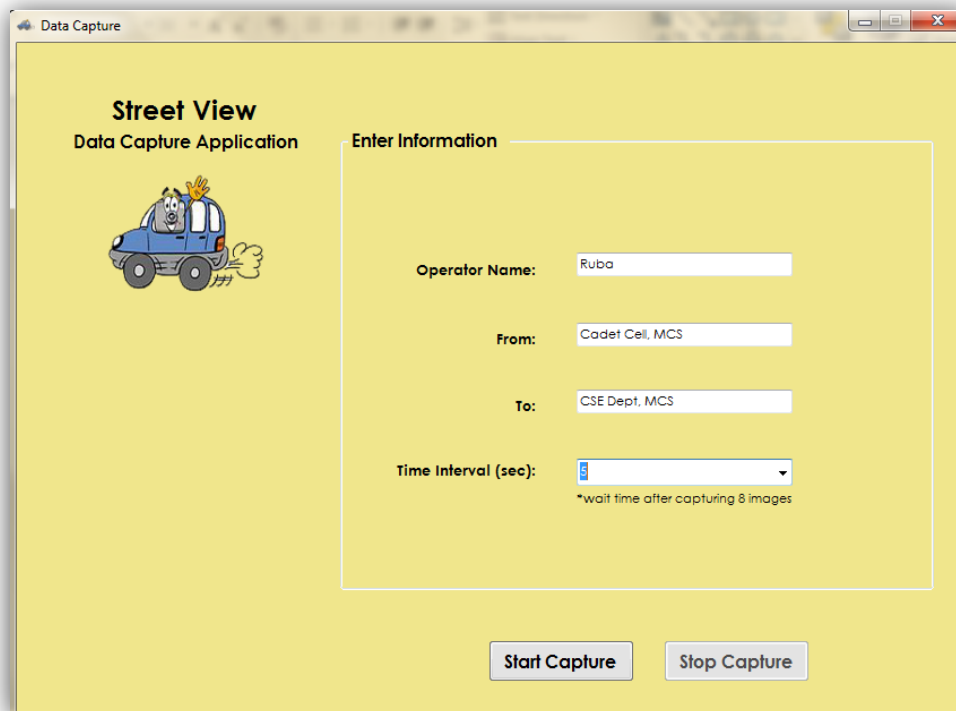 Data Capture
Street View
Data Capture Application
Enter Information
Operator Name:
Ruba
From:
Cadet Cell, MCS
To:
CSE Dept, MCS
Time Interval (sec):
5
*wait time after capturing 8 images
Start Capture
Stop Capture